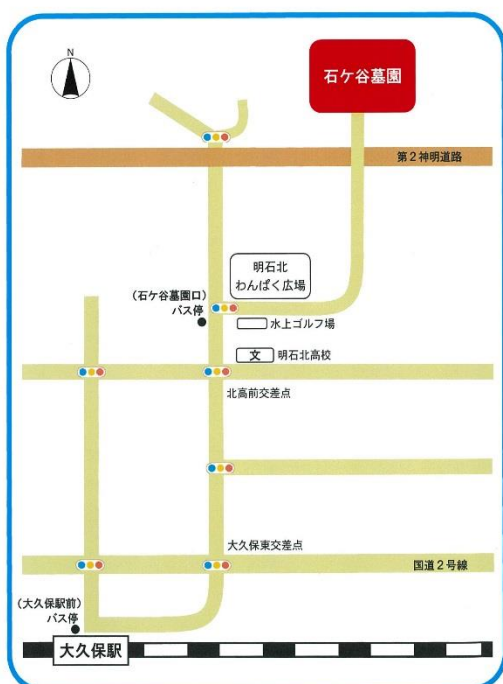 N
石ケ谷墓園
第2神明道路
明石北
わんぱく広場
(石ケ谷墓園口)
バス停
水上ゴルフ場
文
明石北高校
北高前交差点
大久保東交差点
国道2号線
(大久保駅前)
バス停
大久保駅